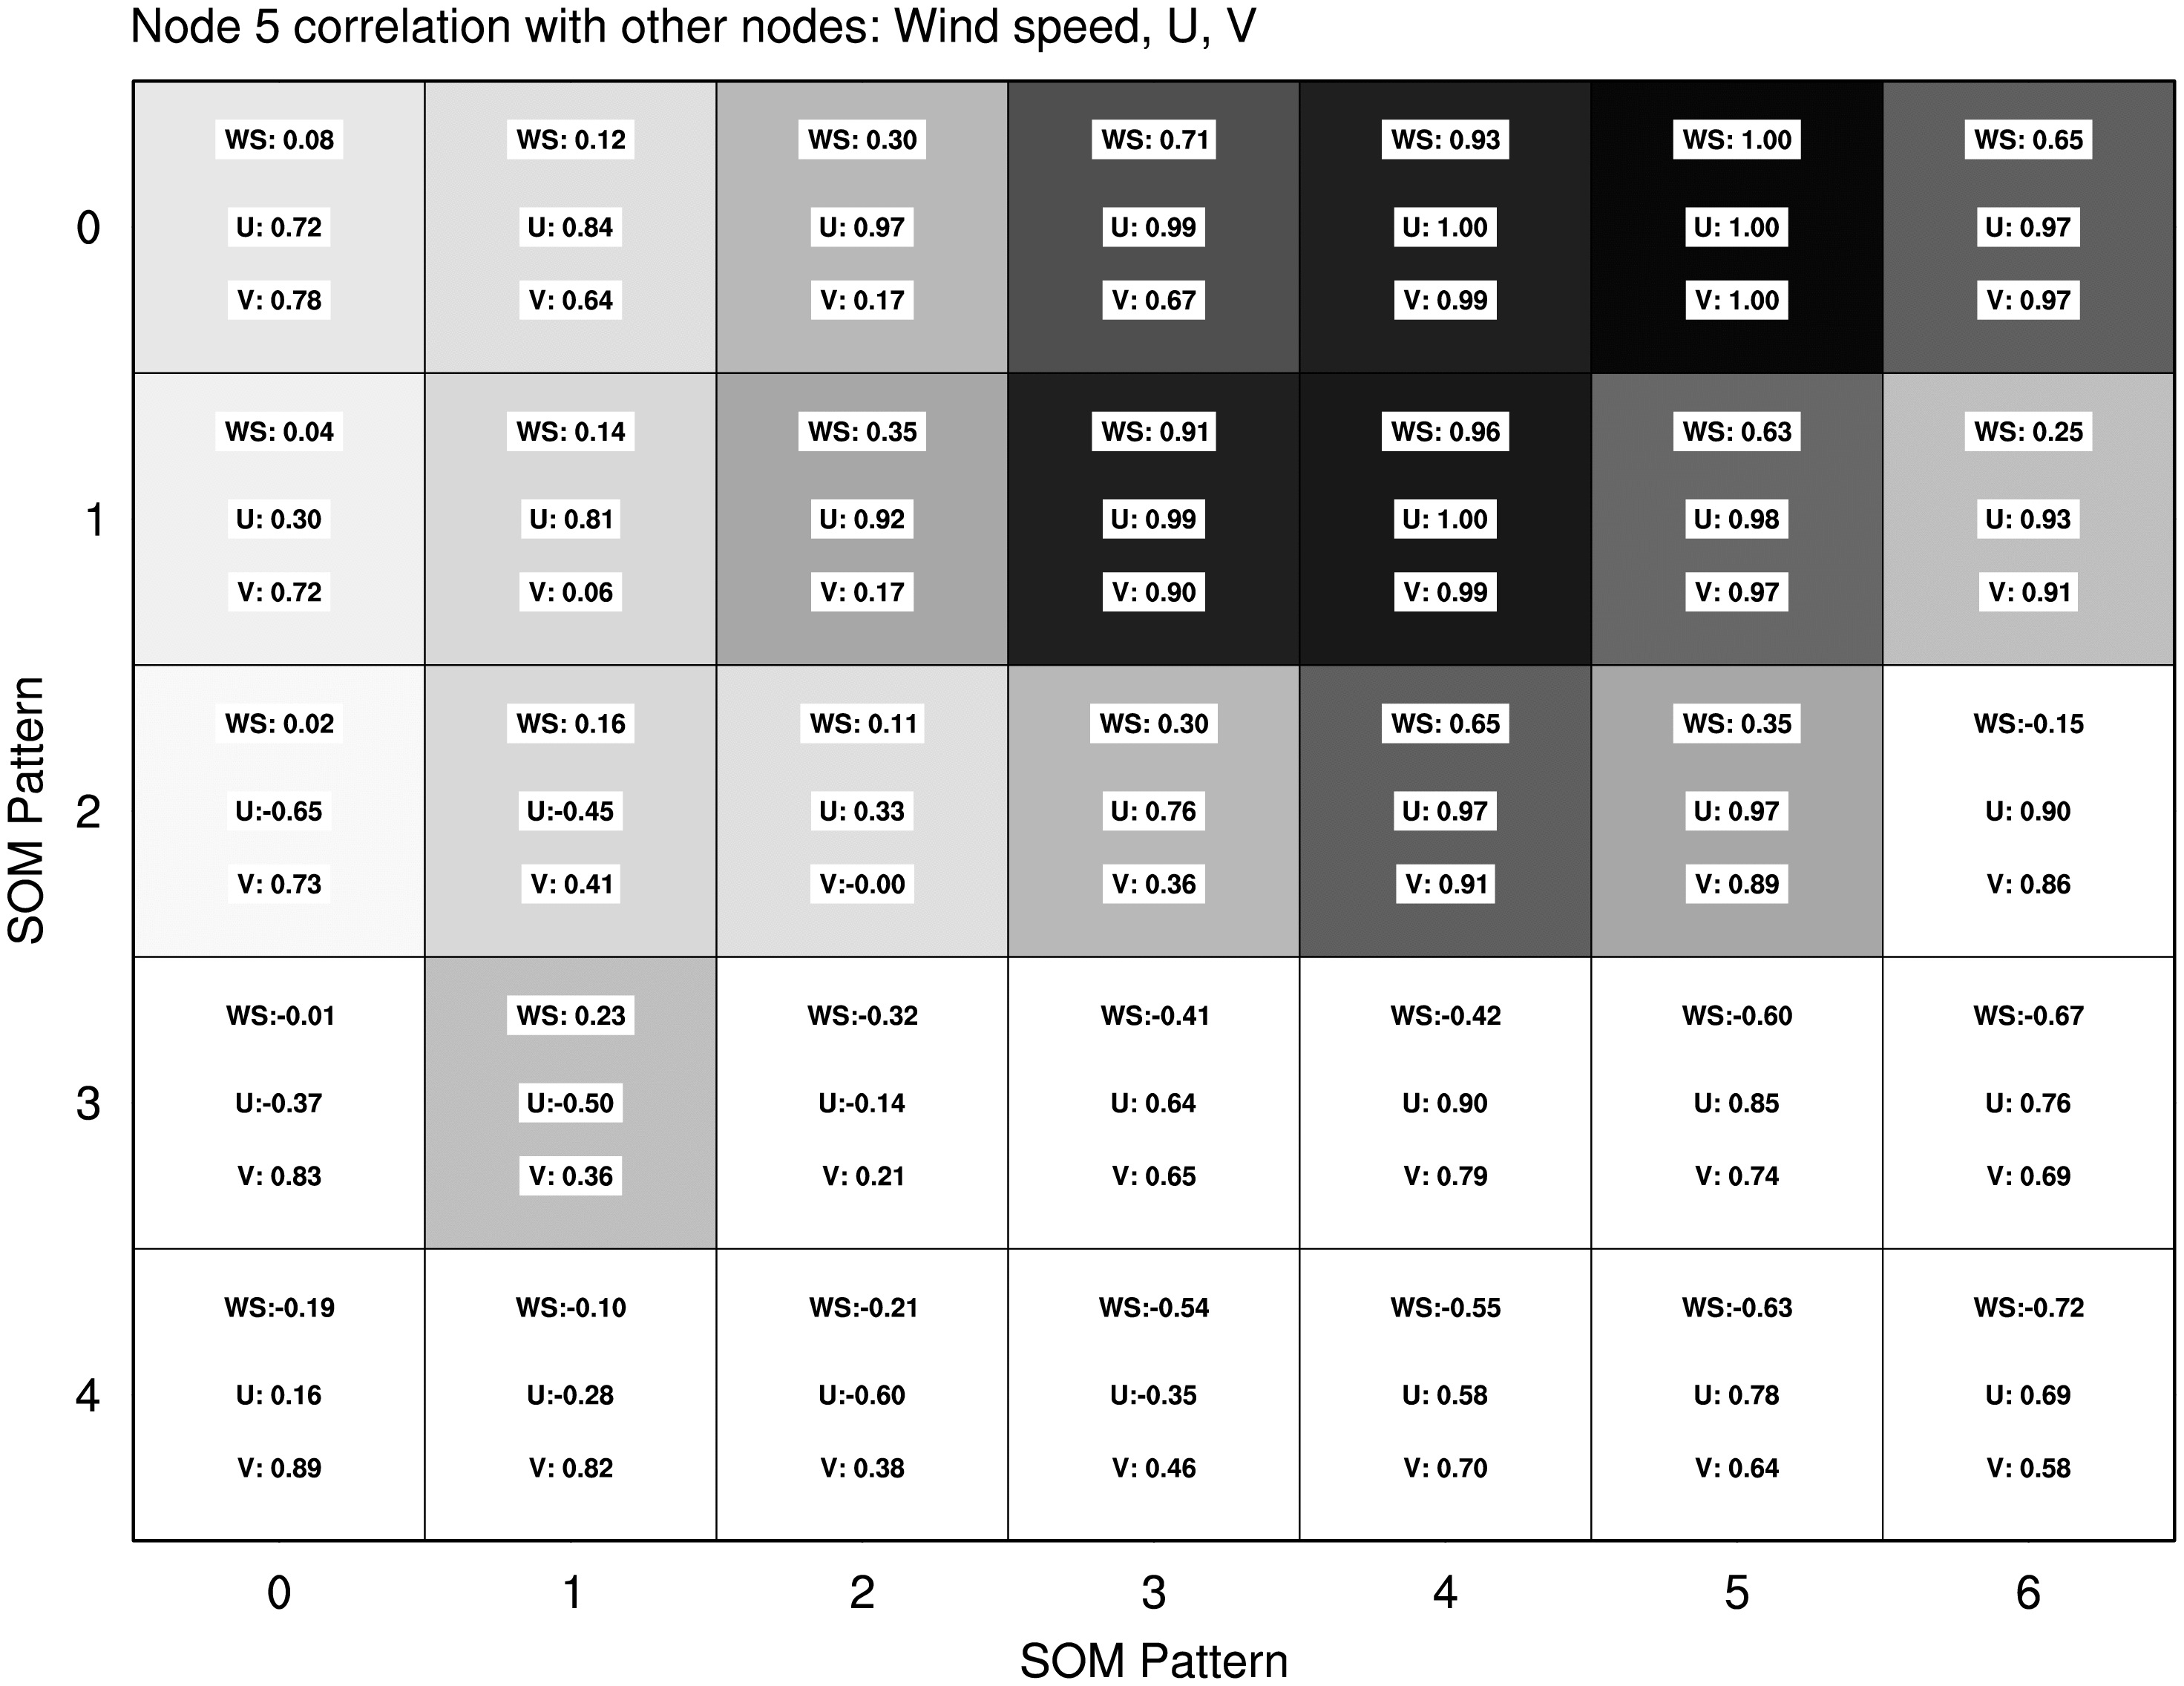 Node 5 correlation with other nodes: Wind speed, U, V
WS: 0.08 WS: 0.12 WS: 0.30 WS: 0.71 WS: 0.93 WS: 1.00 WS: 0.65
0 U: 0.72 U: 0.84 U: 0.97 U: 0.99 U: 1.00 U: 1.00 U: 0.97
V: 0.78 V: 0.64 V: 0.17 V: 0.67 V: 0.99 V: 1.00 V: 0.97
WS: 0.04 WS: 0.14 WS: 0.35 WS: 0.91 WS: 0.96 WS: 0.63 WS: 0.25
1 U: 0.30 U: 0.81 U: 0.92 U: 0.99 U: 1.00 U: 0.98 U: 0.93
V: 0.72 V: 0.06 V: 0.17 V: 0.90 V: 0.99 V: 0.97 V: 0.91
SOM Pattern
WS: 0.02 WS: 0.16 WS: 0.11 WS: 0.30 WS: 0.65 WS: 0.35 WS:-0.15
2 U:-0.65 U:-0.45 U: 0.33 U: 0.76 U: 0.97 U: 0.97 U: 0.90
V: 0.73 V: 0.41 V:-0.00 V: 0.36 V: 0.91 V: 0.89 V: 0.86
WS:-0.01 WS: 0.23 WS:-0.32 WS:-0.41 WS:-0.42 WS:-0.60 WS:-0.67
3 U:-0.37 U:-0.50 U:-0.14 U: 0.64 U: 0.90 U: 0.85 U: 0.76
V: 0.83 V: 0.36 V: 0.21 V: 0.65 V: 0.79 V: 0.74 V: 0.69
WS:-0.19 WS:-0.10 WS:-0.21 WS:-0.54 WS:-0.55 WS:-0.63 WS:-0.72
4 U: 0.16 U:-0.28 U:-0.60 U:-0.35 U: 0.58 U: 0.78 U: 0.69
V: 0.89 V: 0.82 V: 0.38 V: 0.46 V: 0.70 V: 0.64 V: 0.58
0 1 2 3 4 5 6
SOM Pattern